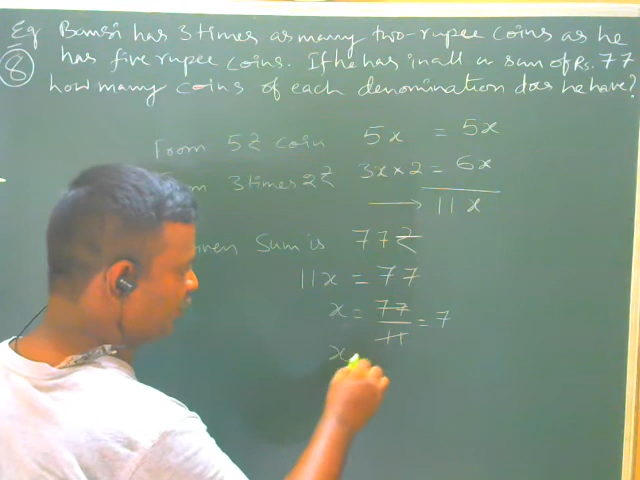 Eg Bansi has 3 times as many two-rupee coins as he
⑧ has five rupee coins. If he has in all a sum of Rs. 77
how many coins of each denomination does he have?
From 5₹ coin 5x = 5x
3 times 2₹ 3x×2 = 6x
→ 11x
Sum is 77₹
11x = 77
x = 77/11 = 7
x